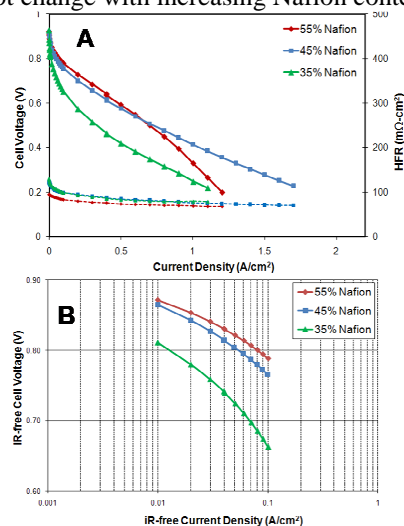 ot change with increasing Nafion conte
A
55% Nafion
45% Nafion
35% Nafion
Cell Voltage (V)
1
0.8
0.6
0.4
0.2
0
HFR (mΩ-cm²)
500
400
300
200
100
0
0 0.5 1 1.5 2
Current Density (A/cm²)
B
55% Nafion
45% Nafion
35% Nafion
IR-free Cell Voltage (V)
0.90
0.80
0.70
0.60
0.001 0.01 0.1 1
iR-free Current Density (A/cm²)